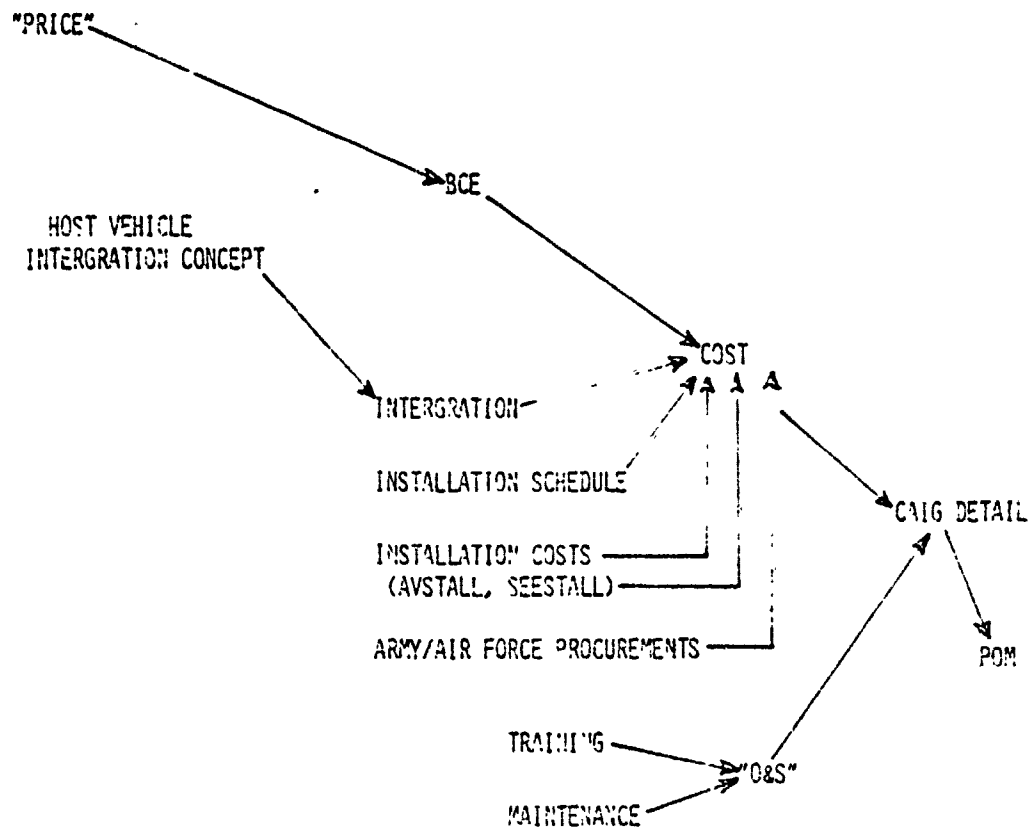 "PRICE"
BCE
HOST VEHICLE
INTERGRATION CONCEPT
COST
INTERGRATION
INSTALLATION SCHEDULE
CAIG DETAIL
INSTALLATION COSTS
(AVSTALL, SEESTALL)
ARMY/AIR FORCE PROCUREMENTS
POM
TRAINING
"O&S"
MAINTENANCE